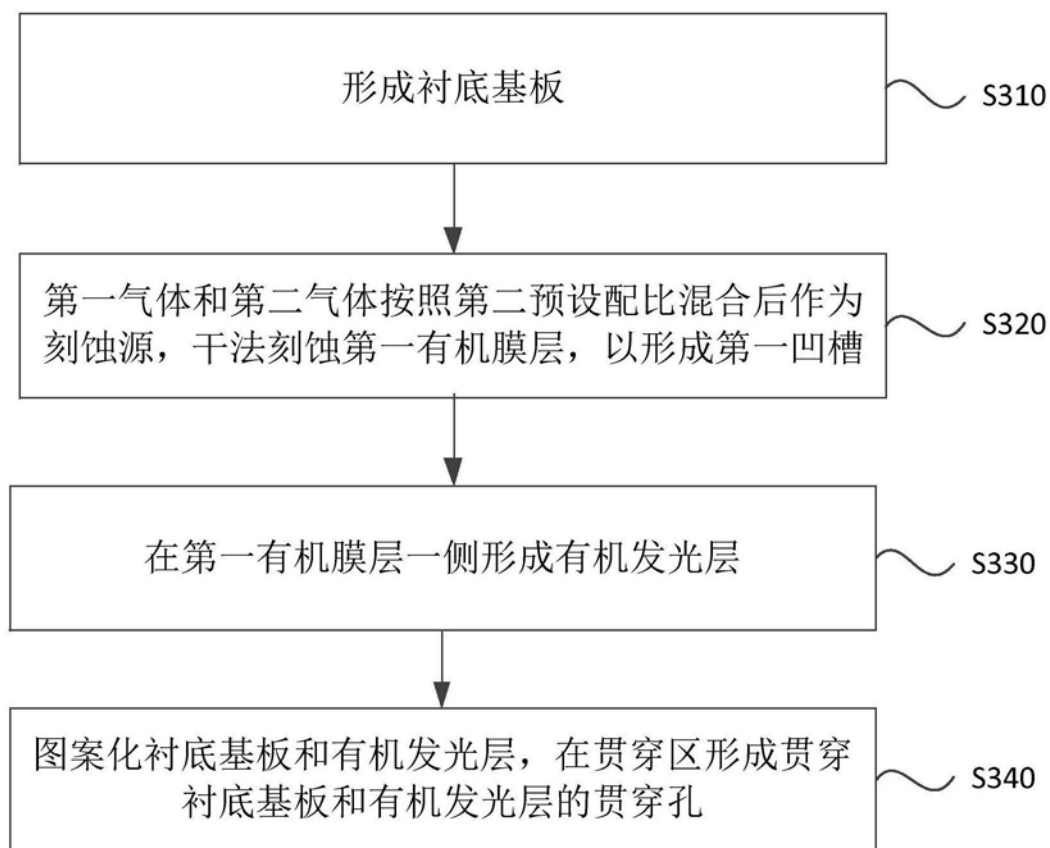 形成衬底基板
S310
第一气体和第二气体按照第二预设配比混合后作为
刻蚀源，干法刻蚀第一有机膜层，以形成第一凹槽
S320
在第一有机膜层一侧形成有机发光层
S330
图案化衬底基板和有机发光层，在贯穿区形成贯穿
衬底基板和有机发光层的贯穿孔
S340